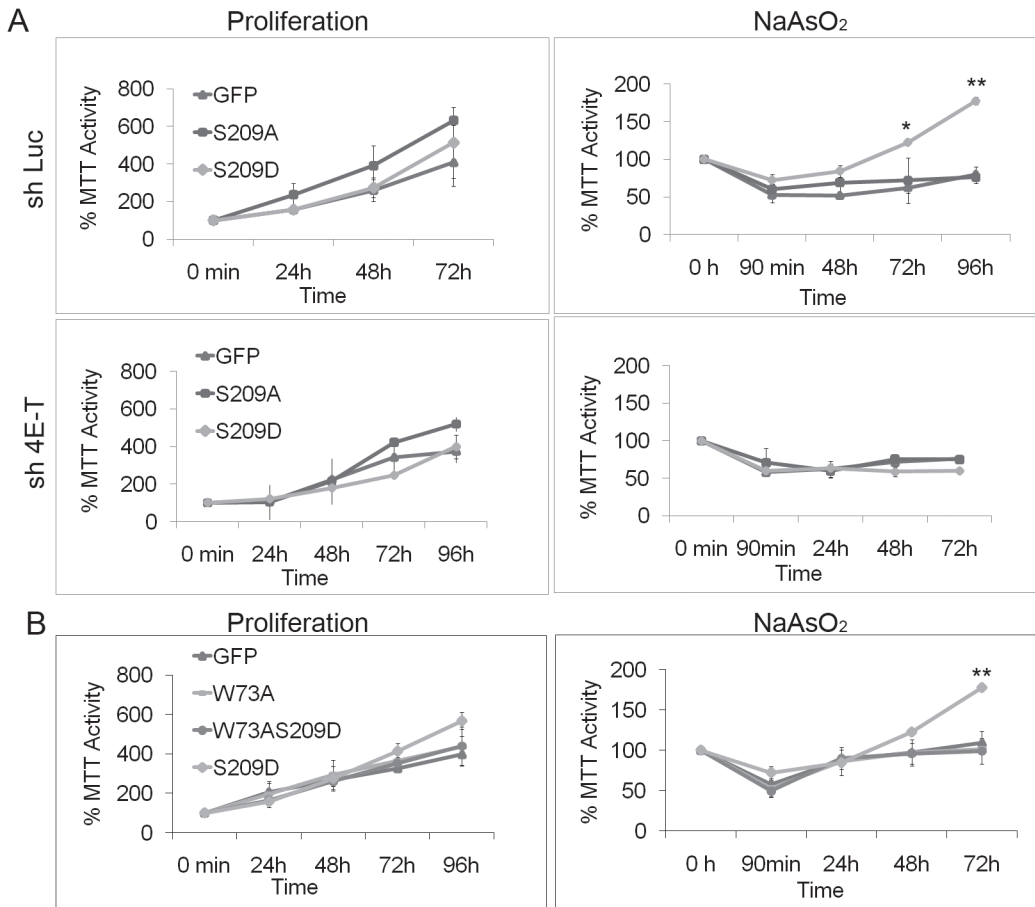 A
Proliferation
NaAsO₂
sh Luc
% MTT Activity
800
600
400
200
0
GFP
S209A
S209D
0 min 24h 48h 72h
Time
% MTT Activity
200
150
100
50
0
*
**
0 h 90 min 48h 72h 96h
Time
sh 4E-T
% MTT Activity
800
600
400
200
0
GFP
S209A
S209D
0 min 24h 48h 72h 96h
Time
% MTT Activity
200
150
100
50
0
0 min 90min 24h 48h 72h
Time
B
Proliferation
NaAsO₂
% MTT Activity
800
600
400
200
0
GFP
W73A
W73AS209D
S209D
0 min 24h 48h 72h 96h
Time
% MTT Activity
200
150
100
50
0
**
0 h 90min 24h 48h 72h
Time